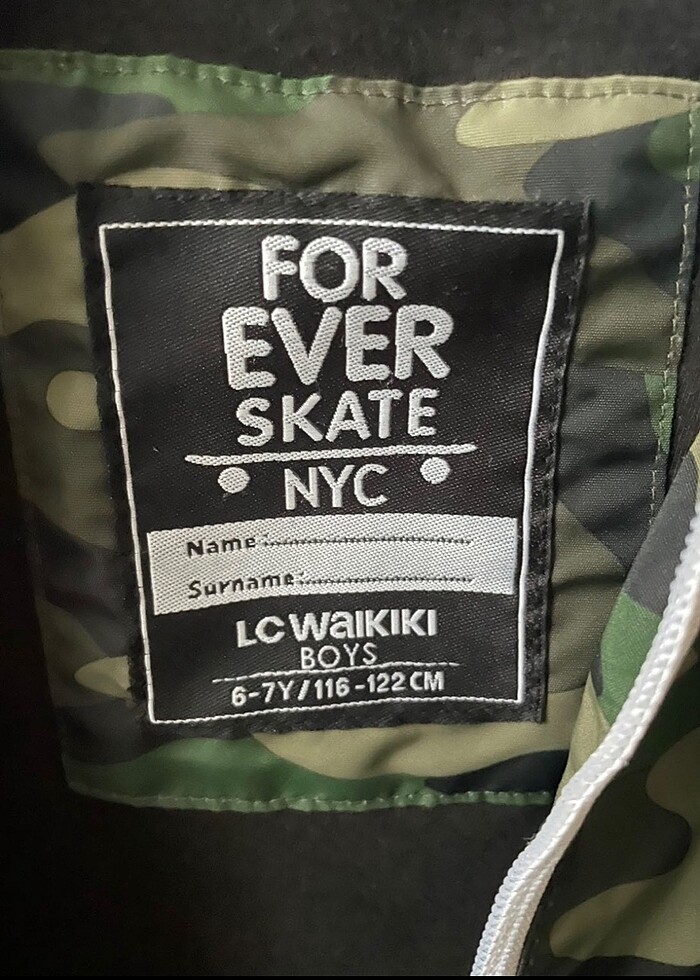 FOR
EVER
SKATE
NYC
Name:
Surname:
LC WAIKIKI
BOYS
6-7Y/116-122 CM